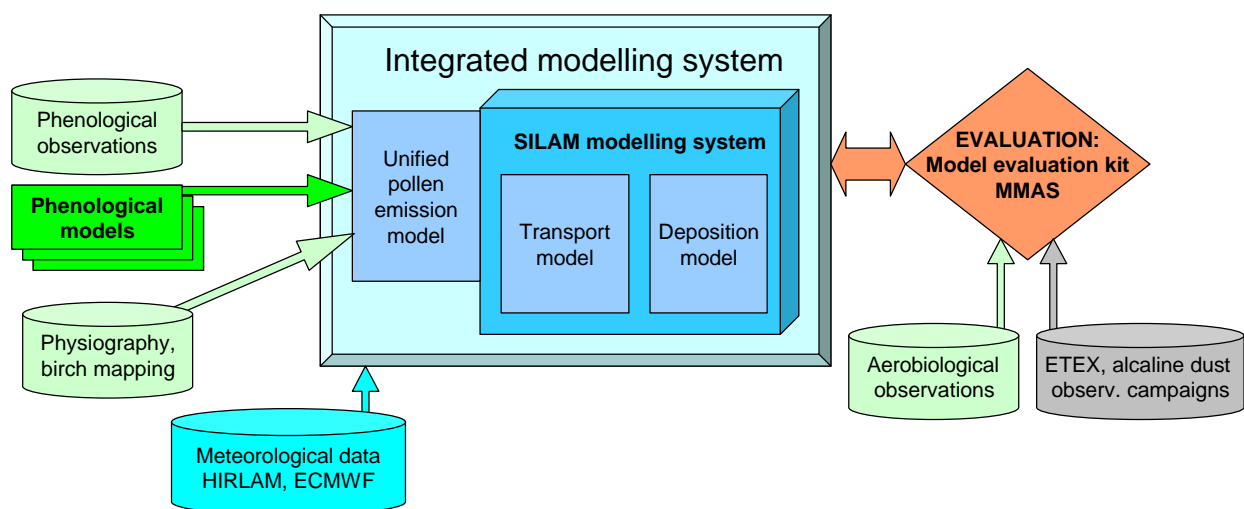 Integrated modelling system
Phenological
observations
Phenological
models
Physiography,
birch mapping
Meteorological data
HIRLAM, ECMWF
Unified
pollen
emission
model
SILAM modelling system
Transport
model
Deposition
model
EVALUATION:
Model evaluation kit
MMAS
Aerobiological
observations
ETEX, alcaline dust
observ. campaigns